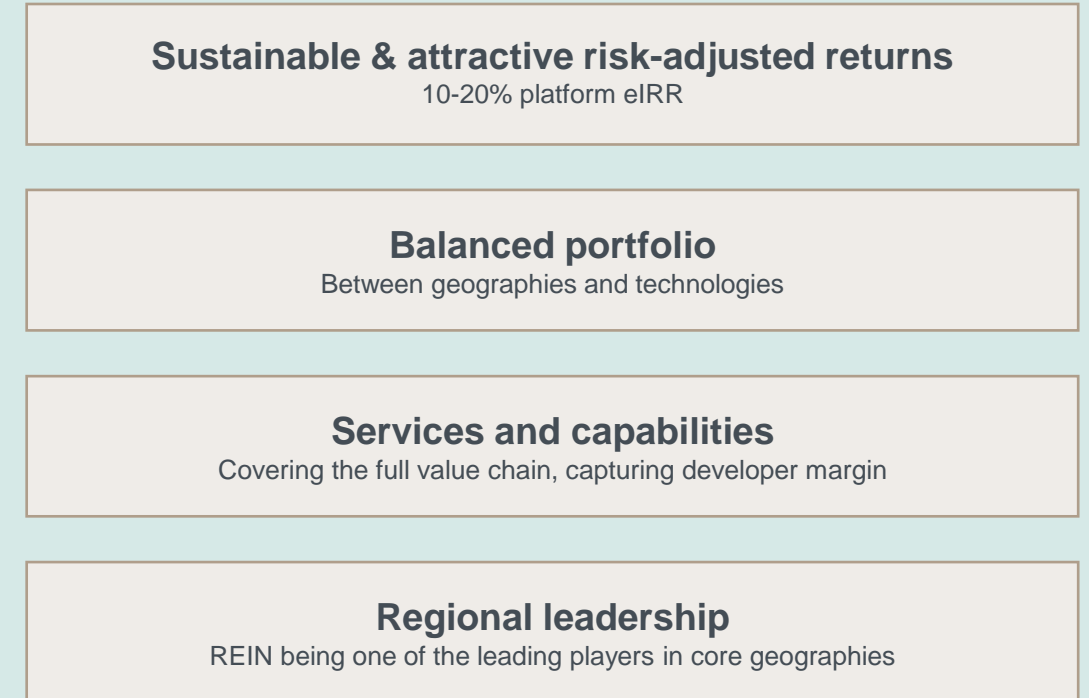 Sustainable & attractive risk-adjusted returns
10-20% platform eIRR
Balanced portfolio
Between geographies and technologies
Services and capabilities
Covering the full value chain, capturing developer margin
Regional leadership
REIN being one of the leading players in core geographies